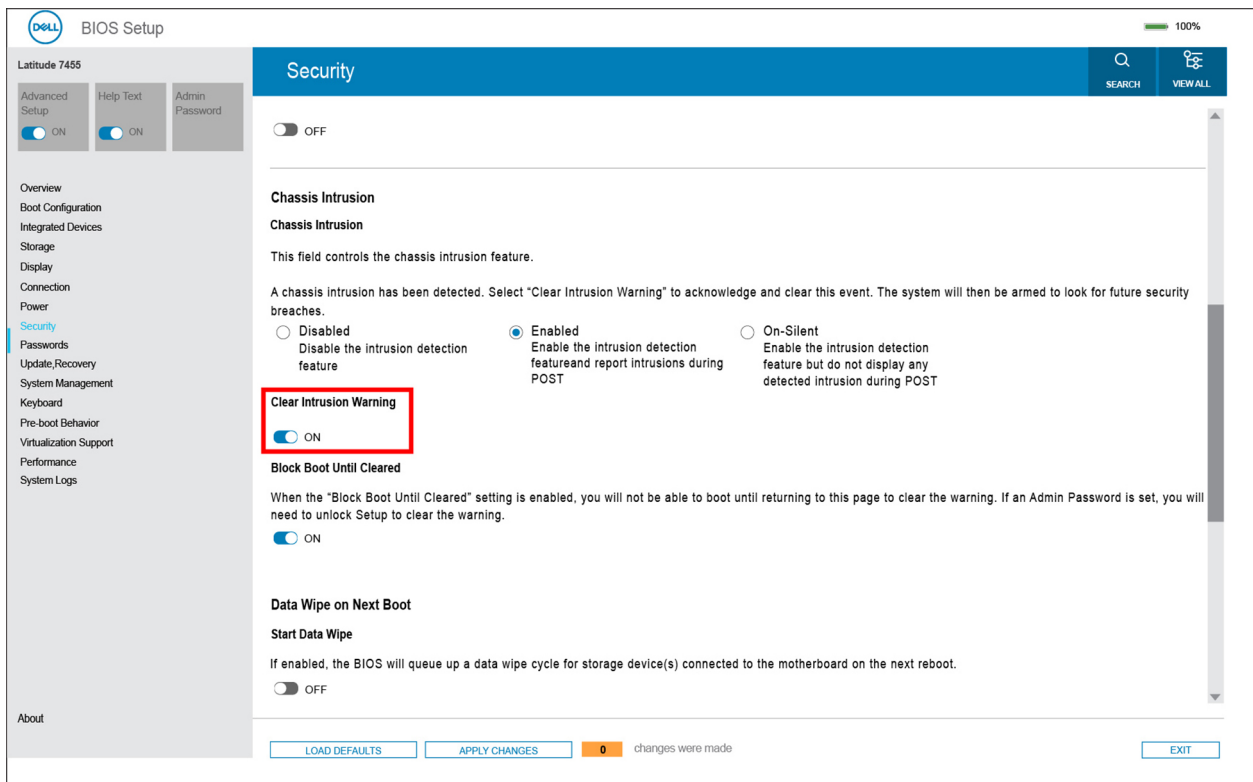 DELL
BIOS Setup
100%
Latitude 7455
Advanced Setup
ON
Help Text
ON
Admin Password
Security
SEARCH
VIEW ALL
Overview
Boot Configuration
Integrated Devices
Storage
Display
Connection
Power
Security
Passwords
Update,Recovery
System Management
Keyboard
Pre-boot Behavior
Virtualization Support
Performance
System Logs
About
OFF
Chassis Intrusion
Chassis Intrusion
This field controls the chassis intrusion feature.
A chassis intrusion has been detected. Select “Clear Intrusion Warning” to acknowledge and clear this event. The system will then be armed to look for future security
breaches.
Disabled
Disable the intrusion detection
feature
Enabled
Enable the intrusion detection
featureand report intrusions during
POST
On-Silent
Enable the intrusion detection
feature but do not display any
detected intrusion during POST
Clear Intrusion Warning
ON
Block Boot Until Cleared
When the “Block Boot Until Cleared” setting is enabled, you will not be able to boot until returning to this page to clear the warning. If an Admin Password is set, you will
need to unlock Setup to clear the warning.
ON
Data Wipe on Next Boot
Start Data Wipe
If enabled, the BIOS will queue up a data wipe cycle for storage device(s) connected to the motherboard on the next reboot.
OFF
LOAD DEFAULTS
APPLY CHANGES
0
changes were made
EXIT